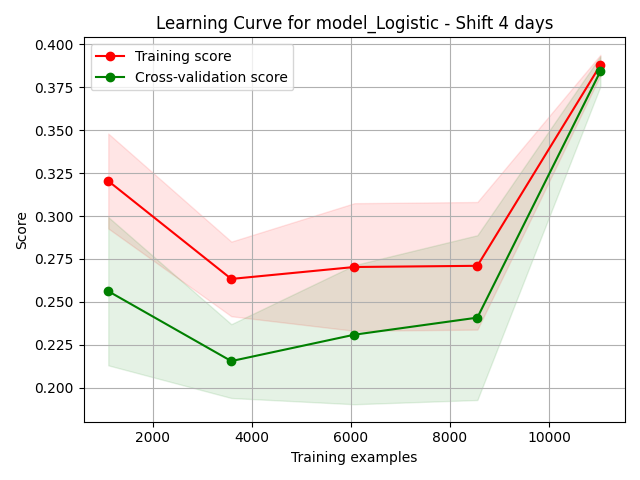 Learning Curve for model_Logistic - Shift 4 days
0.400
0.375
0.350
0.325
0.300
0.275
0.250
0.225
0.200
Score
Training score
Cross-validation score
2000
4000
6000
8000
10000
Training examples